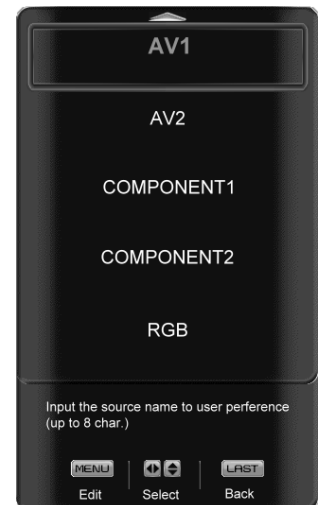 AV1
AV2
COMPONENT1
COMPONENT2
RGB
Input the source name to user perference
(up to 8 char.)
MENU LAST
Edit Select Back